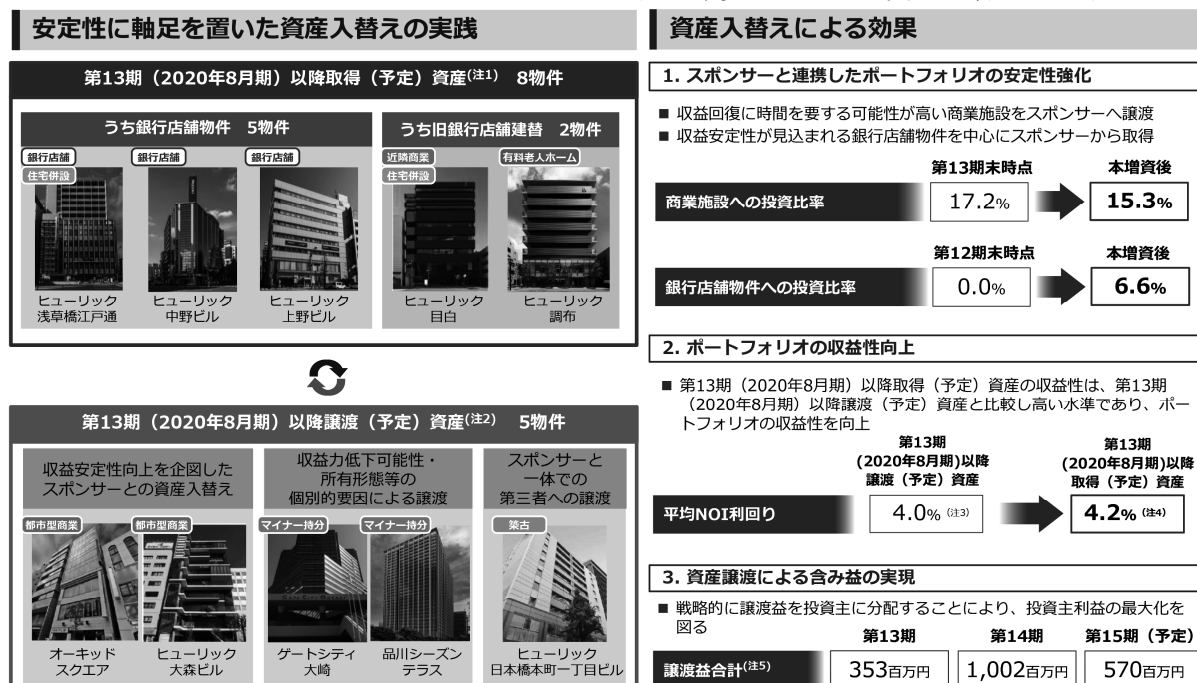 安定性に軸足を置いた資産入替えの実践
第13期（2020年8月期）以降取得（予定）資産(注1)　8物件
うち銀行店舗物件　5物件
銀行店舗
住宅併設
銀行店舗
銀行店舗
ヒューリック
浅草橋江戸通
ヒューリック
中野ビル
ヒューリック
上野ビル
うち旧銀行店舗建替　2物件
近隣商業
住宅併設
有料老人ホーム
ヒューリック
目白
ヒューリック
調布
第13期（2020年8月期）以降譲渡（予定）資産(注2)　5物件
収益安定性向上を企図した
スポンサーとの資産入替え
都市型商業
都市型商業
オーキッド
スクエア
ヒューリック
大森ビル
収益力低下可能性・
所有形態等の
個別的要因による譲渡
マイナー持分
マイナー持分
ゲートシティ
大崎
品川シーズン
テラス
スポンサーと
一体での
第三者への譲渡
築古
ヒューリック
日本橋本町一丁目ビル
資産入替えによる効果
1. スポンサーと連携したポートフォリオの安定性強化
■ 収益回復に時間を要する可能性が高い商業施設をスポンサーへ譲渡
■ 収益安定性が見込まれる銀行店舗物件を中心にスポンサーから取得
第13期末時点
本増資後
商業施設への投資比率
17.2%
15.3%
第12期末時点
本増資後
銀行店舗物件への投資比率
0.0%
6.6%
2. ポートフォリオの収益性向上
■ 第13期（2020年8月期）以降取得（予定）資産の収益性は、第13期
（2020年8月期）以降譲渡（予定）資産と比較し高い水準であり、ポー
トフォリオの収益性を向上
第13期
(2020年8月期)以降
譲渡（予定）資産
第13期
(2020年8月期)以降
取得（予定）資産
平均NOI利回り
4.0% (注3)
4.2% (注4)
3. 資産譲渡による含み益の実現
■ 戦略的に譲渡益を投資主に分配することにより、投資主利益の最大化を
図る
第13期
第14期
第15期（予定）
譲渡益合計(注5)
353百万円
1,002百万円
570百万円